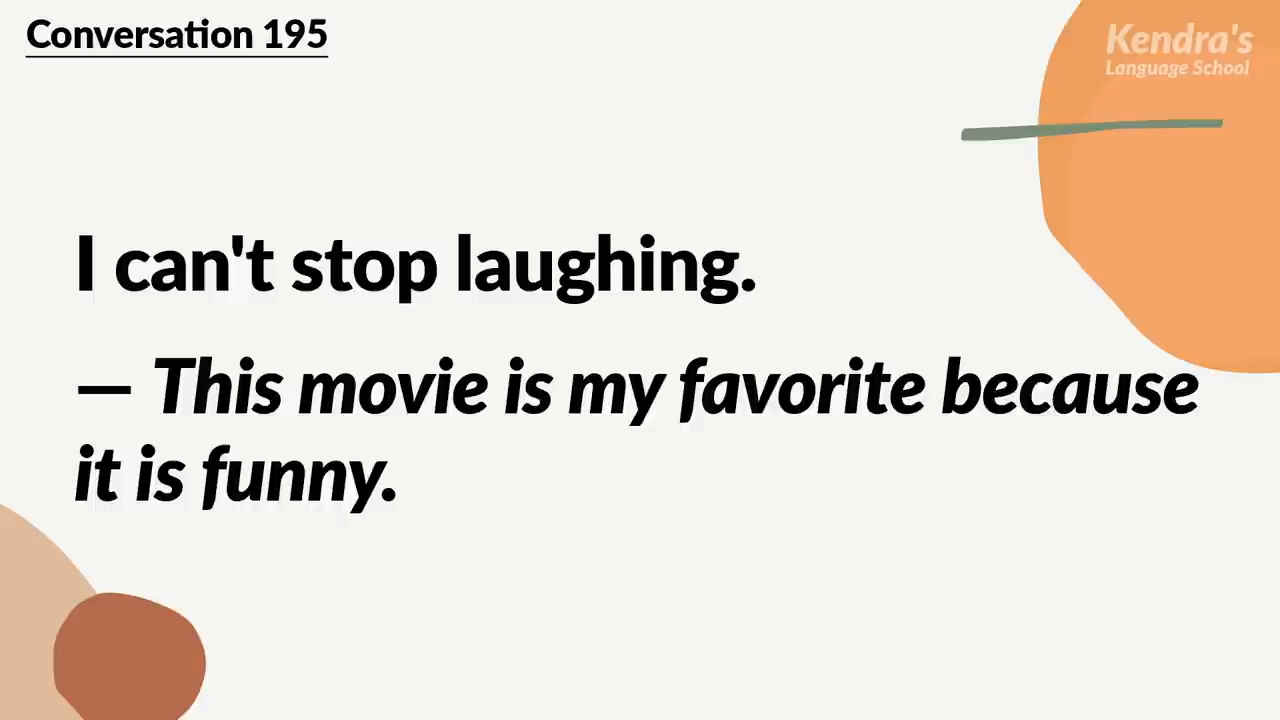 Conversation 195
Kendra's
Language School
I can't stop laughing.
— This movie is my favorite because
it is funny.